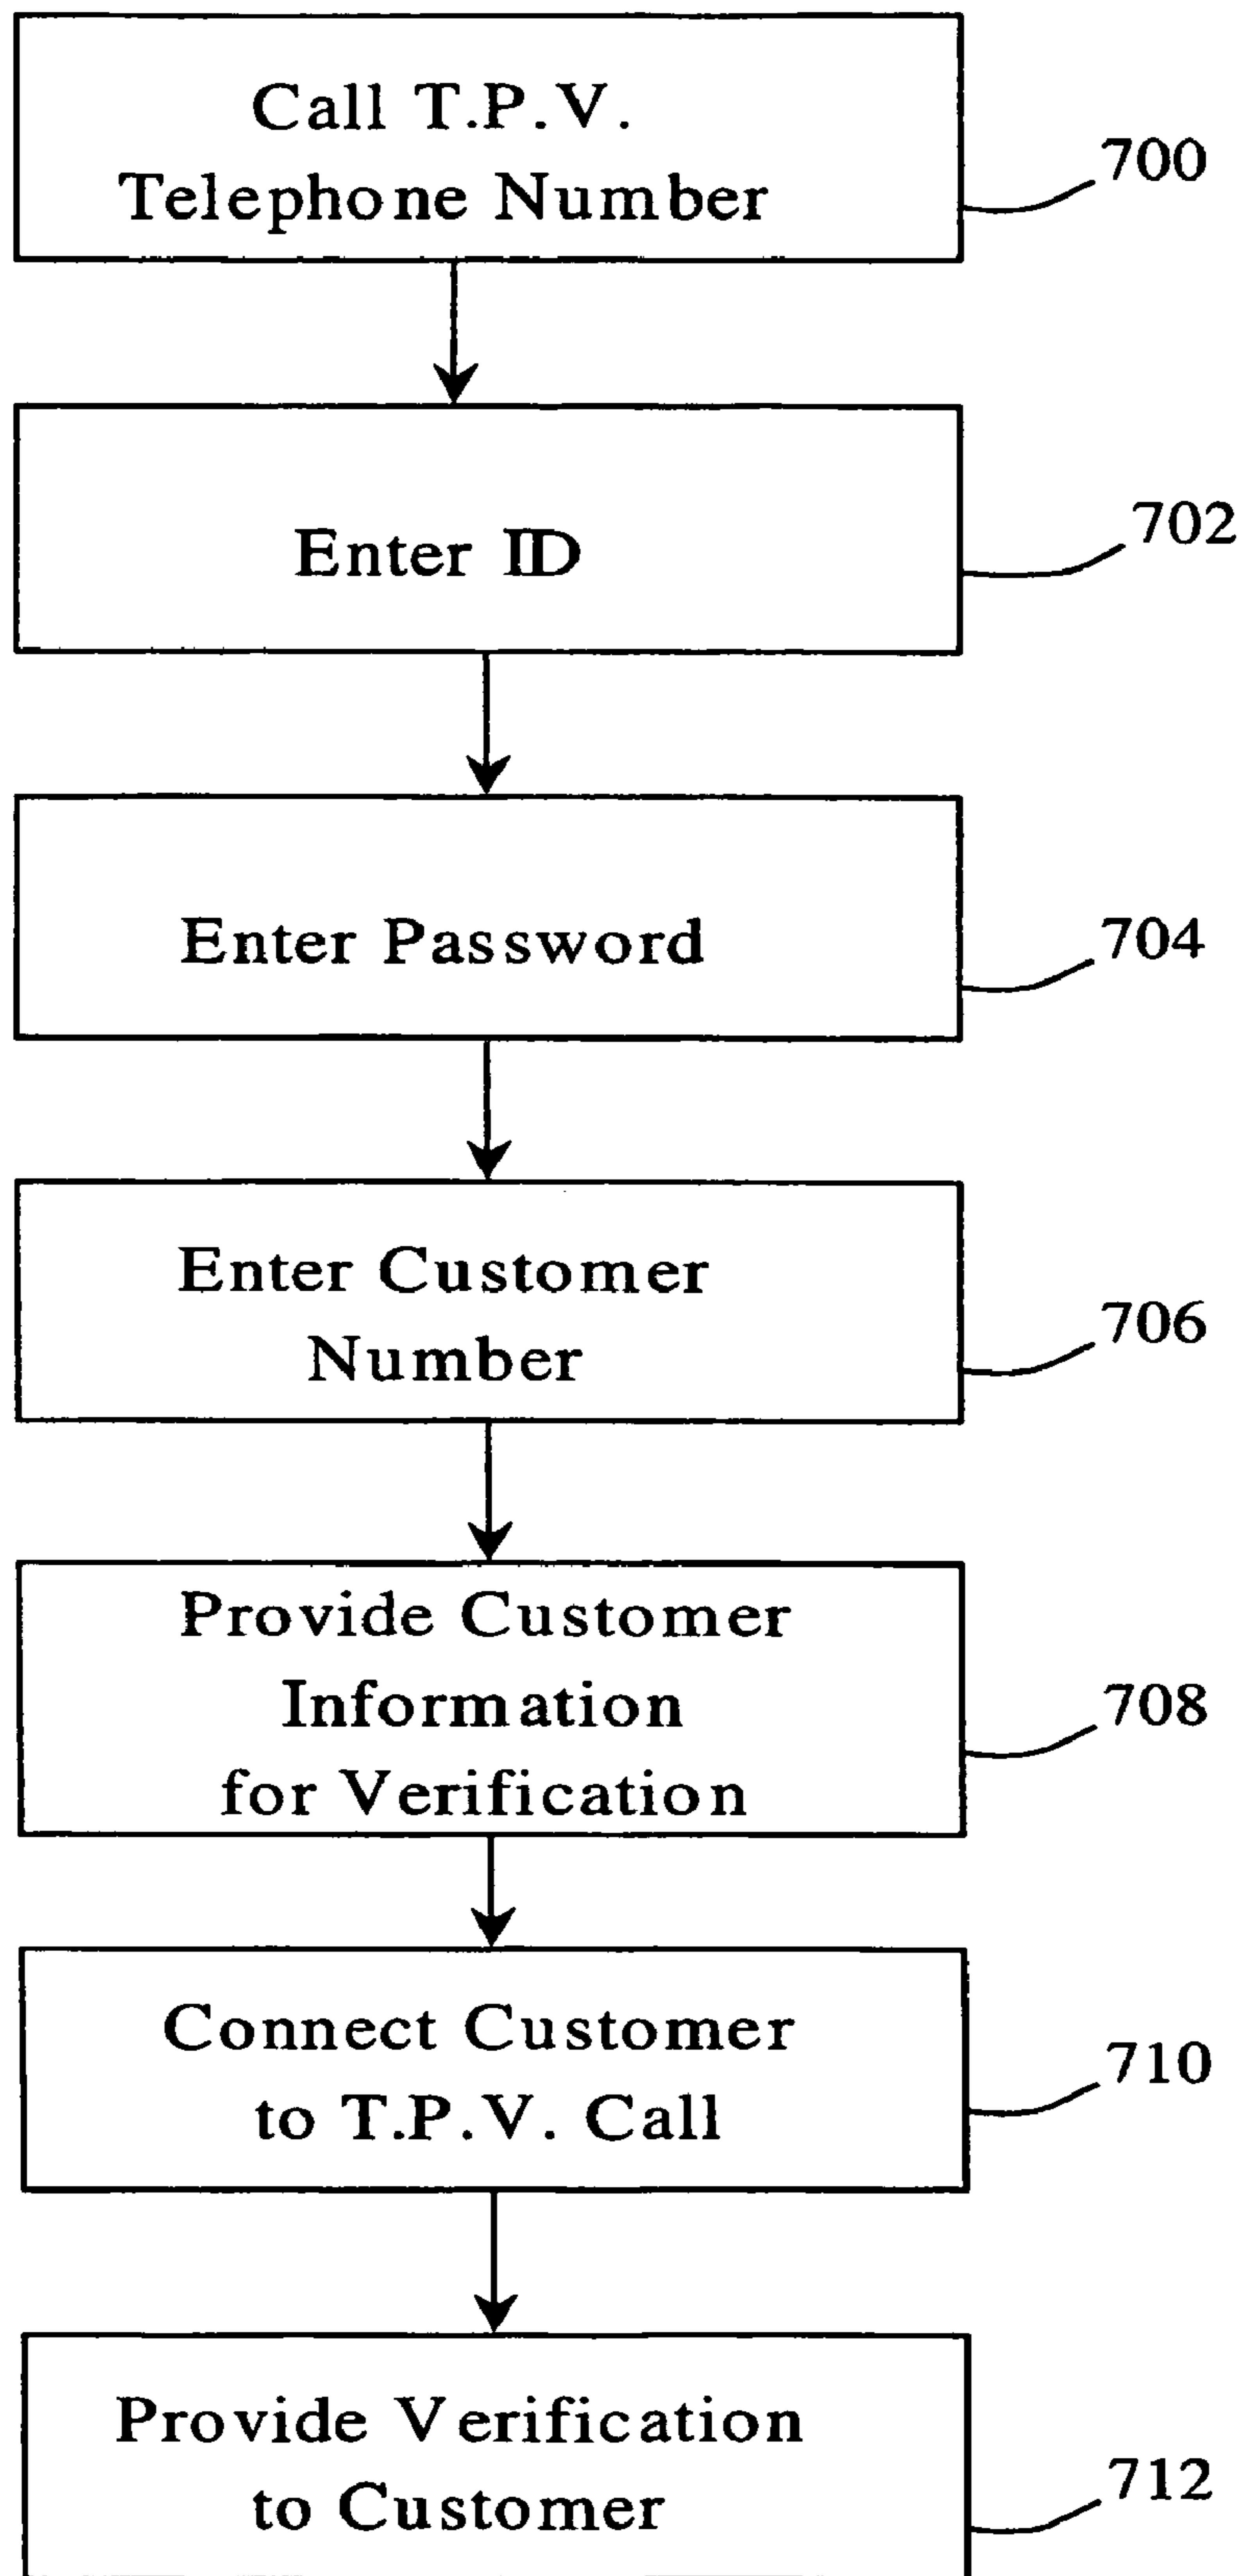 Call T.P.V.
Telephone Number
700
Enter ID
702
Enter Password
704
Enter Customer
Number
706
Provide Customer
Information
for Verification
708
Connect Customer
to T.P.V. Call
710
Provide Verification
to Customer
712